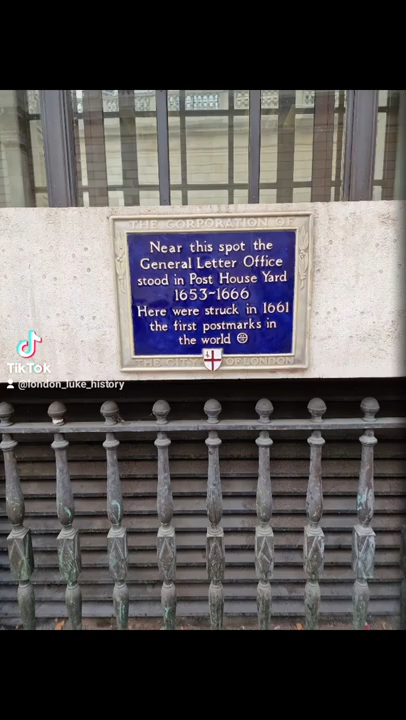 THE CORPORATION OF
Near this spot the
General Letter Office
stood in Post House Yard
1653-1666
Here were struck in 1661
the first postmarks in
the world
THE CITY OF LONDON
TikTok
@london_luke_history